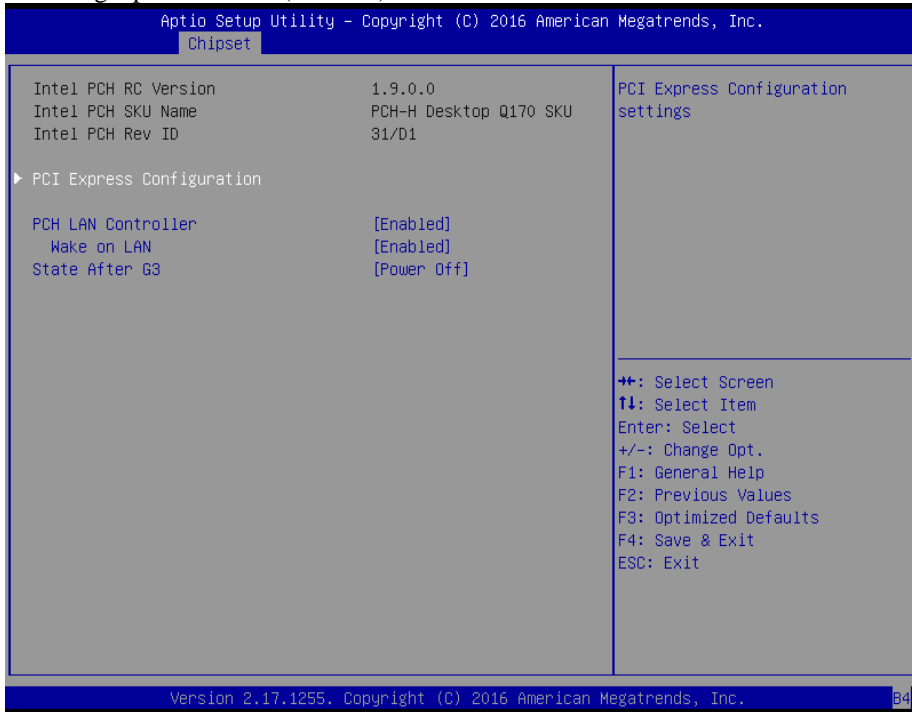 Aptio Setup Utility – Copyright (C) 2016 American Megatrends, Inc.
Chipset
Intel PCH RC Version 1.9.0.0
Intel PCH SKU Name PCH-H Desktop Q170 SKU
Intel PCH Rev ID 31/D1
▶ PCI Express Configuration
PCH LAN Controller [Enabled]
Wake on LAN [Enabled]
State After G3 [Power Off]
PCI Express Configuration
settings
→←: Select Screen
↑↓: Select Item
Enter: Select
+/-: Change Opt.
F1: General Help
F2: Previous Values
F3: Optimized Defaults
F4: Save & Exit
ESC: Exit
Version 2.17.1255. Copyright (C) 2016 American Megatrends, Inc.
B4